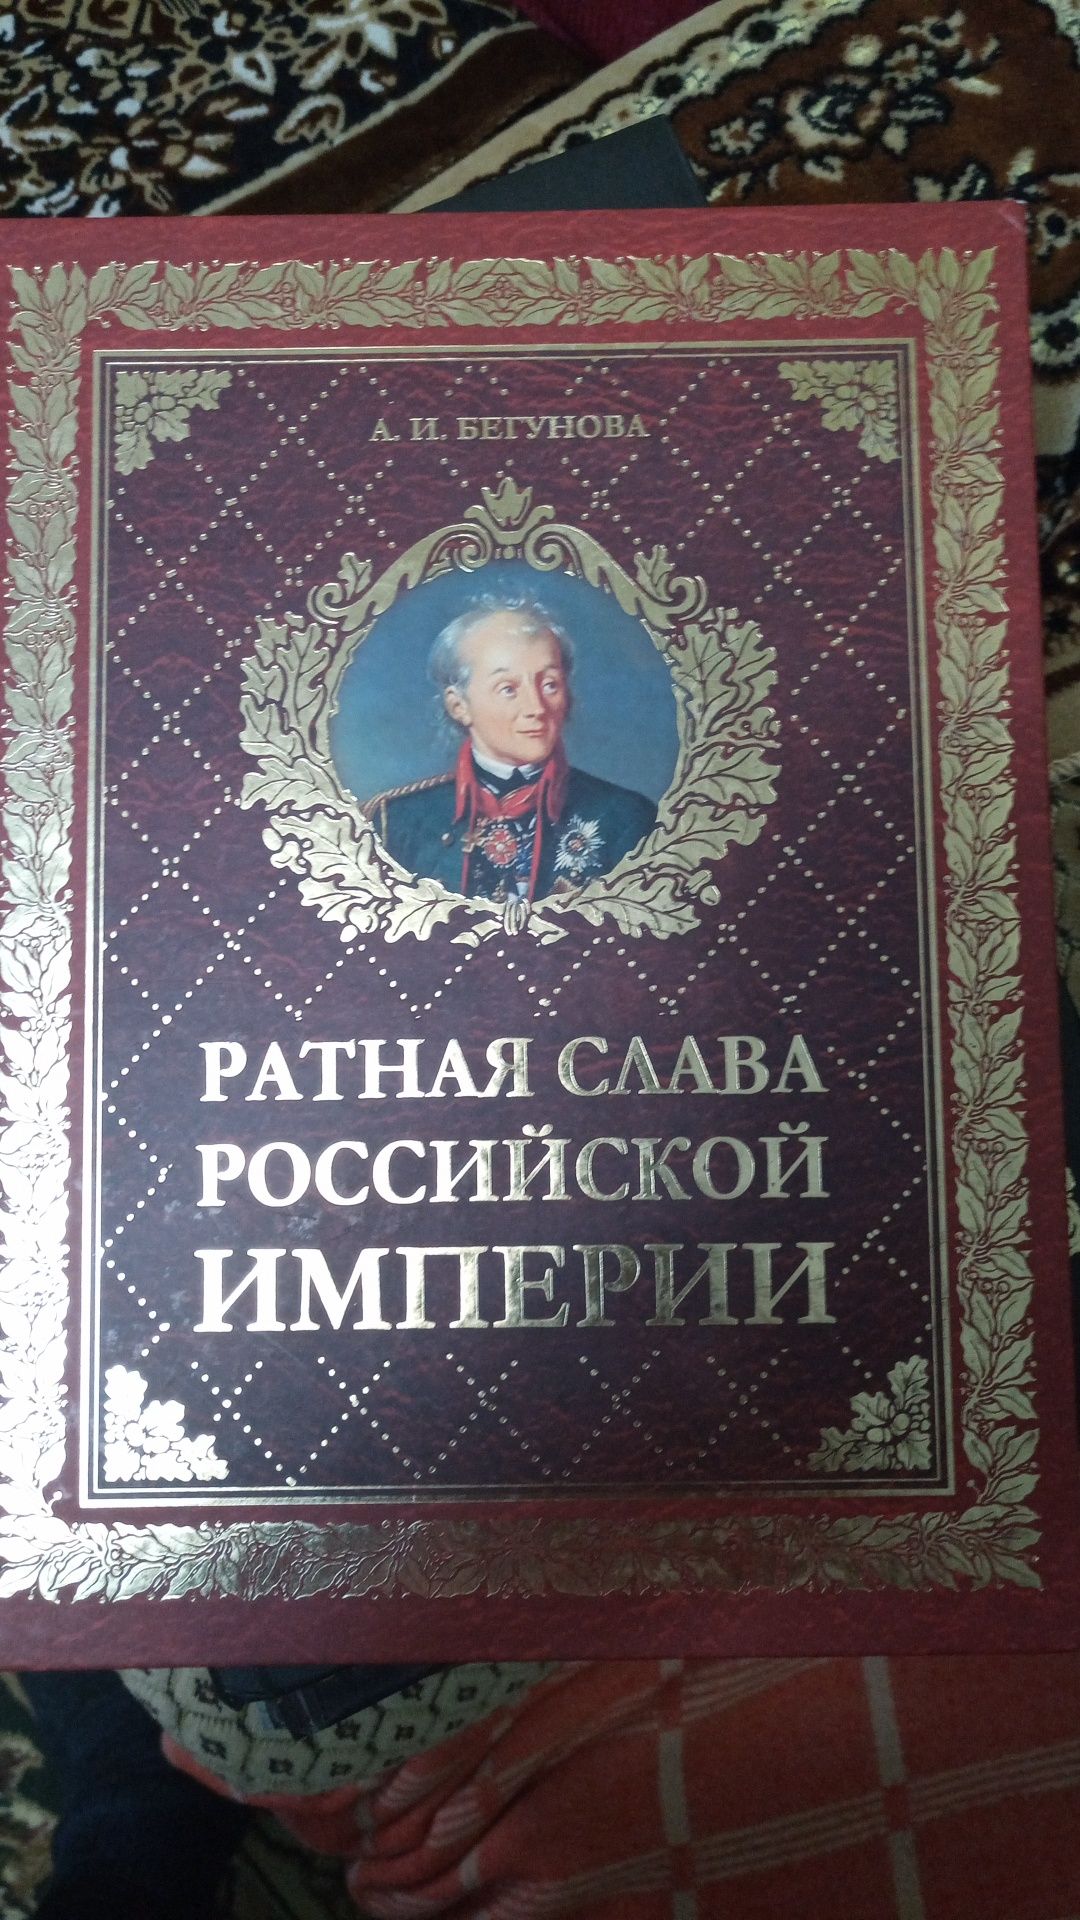 А. И. БЕГУНОВА
РАТНАЯ СЛАВА
РОССИЙСКОЙ
ИМПЕРИИ